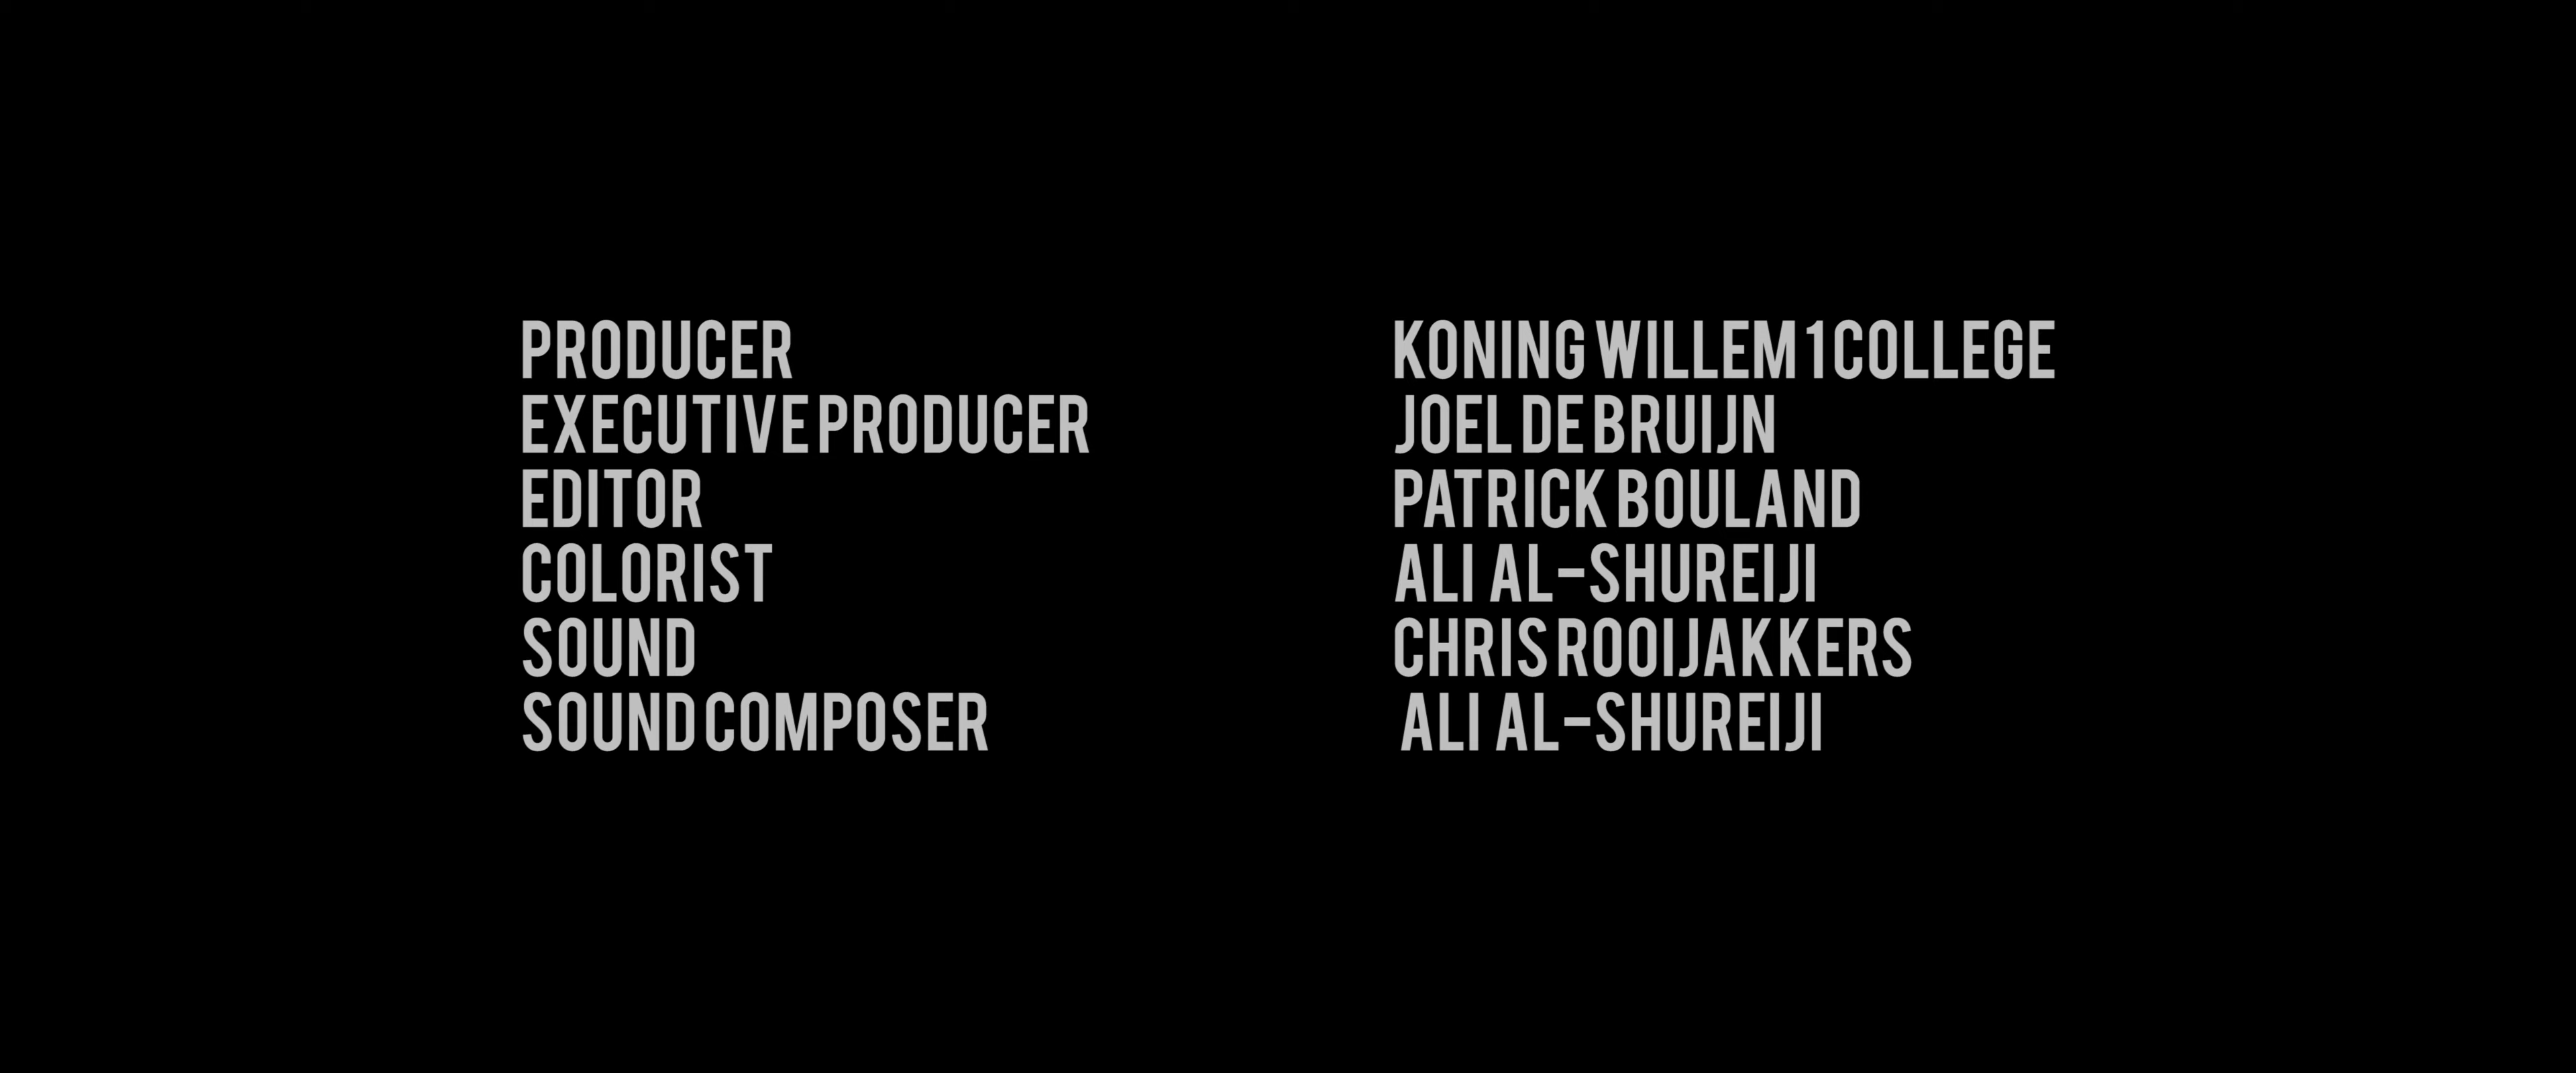 PRODUCER KONING WILLEM 1 COLLEGE
EXECUTIVE PRODUCER JOEL DE BRUIJN
EDITOR PATRICK BOULAND
COLORIST ALI AL-SHUREIJI
SOUND CHRIS ROOIJAKKERS
SOUND COMPOSER ALI AL-SHUREIJI